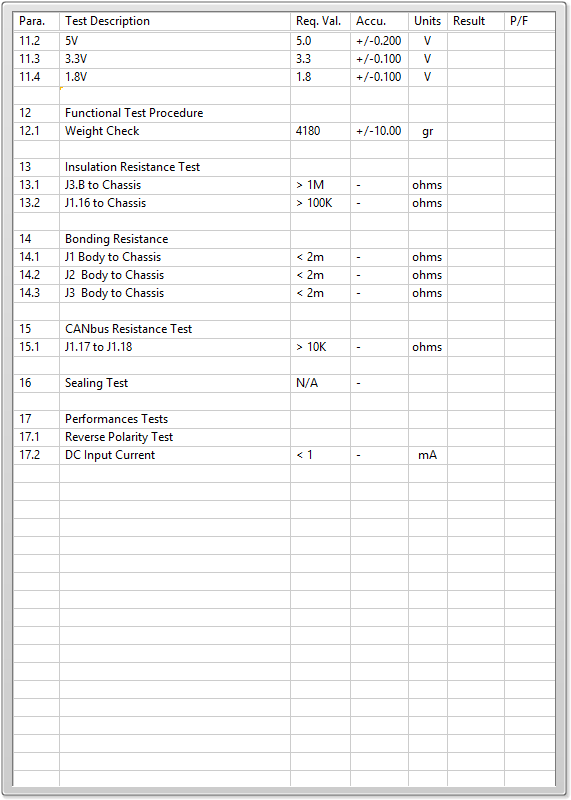 Para. Test Description Req. Val. Accu. Units Result P/F
11.2 5V 5.0 +/-0.200 V
11.3 3.3V 3.3 +/-0.100 V
11.4 1.8V 1.8 +/-0.100 V
12 Functional Test Procedure
12.1 Weight Check 4180 +/-10.00 gr
13 Insulation Resistance Test
13.1 J3.B to Chassis > 1M - ohms
13.2 J1.16 to Chassis > 100K - ohms
14 Bonding Resistance
14.1 J1 Body to Chassis < 2m - ohms
14.2 J2 Body to Chassis < 2m - ohms
14.3 J3 Body to Chassis < 2m - ohms
15 CANbus Resistance Test
15.1 J1.17 to J1.18 > 10K - ohms
16 Sealing Test N/A -
17 Performances Tests
17.1 Reverse Polarity Test
17.2 DC Input Current < 1 - mA